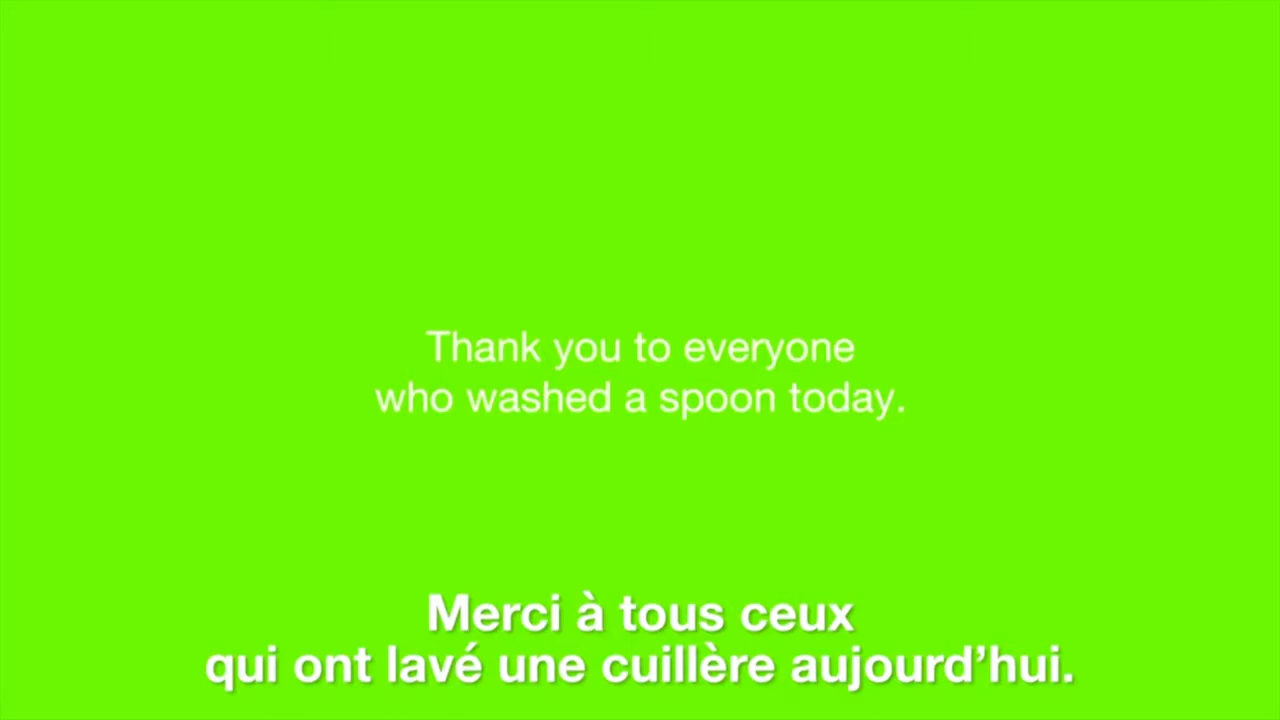 Thank you to everyone
who washed a spoon today.
Merci à tous ceux
qui ont lavé une cuillère aujourd’hui.